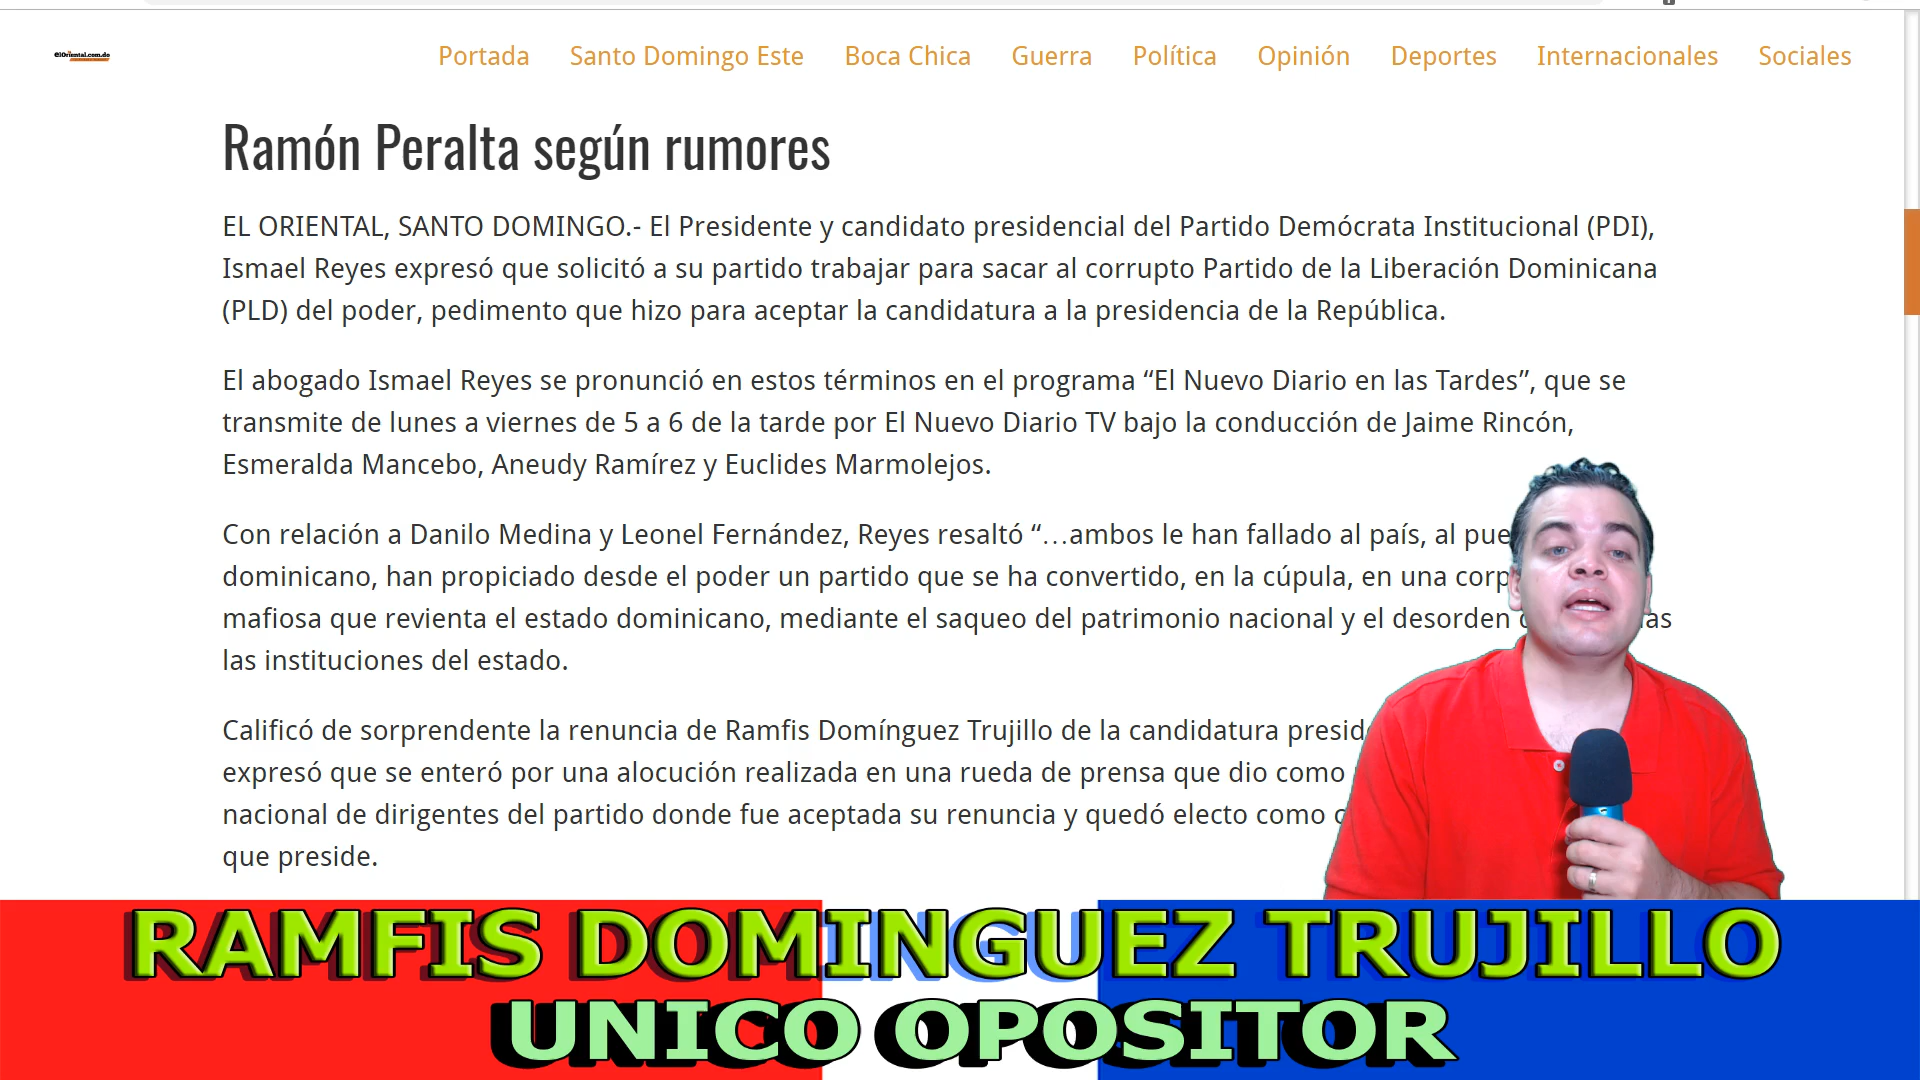 elOriental.com.do
Portada Santo Domingo Este Boca Chica Guerra Política Opinión Deportes Internacionales Sociales
Ramón Peralta según rumores
EL ORIENTAL, SANTO DOMINGO.- El Presidente y candidato presidencial del Partido Demócrata Institucional (PDI),
Ismael Reyes expresó que solicitó a su partido trabajar para sacar al corrupto Partido de la Liberación Dominicana
(PLD) del poder, pedimento que hizo para aceptar la candidatura a la presidencia de la República.
El abogado Ismael Reyes se pronunció en estos términos en el programa “El Nuevo Diario en las Tardes”, que se
transmite de lunes a viernes de 5 a 6 de la tarde por El Nuevo Diario TV bajo la conducción de Jaime Rincón,
Esmeralda Mancebo, Aneudy Ramírez y Euclides Marmolejos.
Con relación a Danilo Medina y Leonel Fernández, Reyes resaltó “…ambos le han fallado al país, al
dominicano, han propiciado desde el poder un partido que se ha convertido, en la cúpula, en una
mafiosa que revienta el estado dominicano, mediante el saqueo del patrimonio nacional y el desorden
las instituciones del estado.
Calificó de sorprendente la renuncia de Ramfis Domínguez Trujillo de la candidatura
expresó que se enteró por una alocución realizada en una rueda de prensa que dio como
nacional de dirigentes del partido donde fue aceptada su renuncia y quedó electo como
que preside.
RAMFIS DOMINGUEZ TRUJILLO
UNICO OPOSITOR